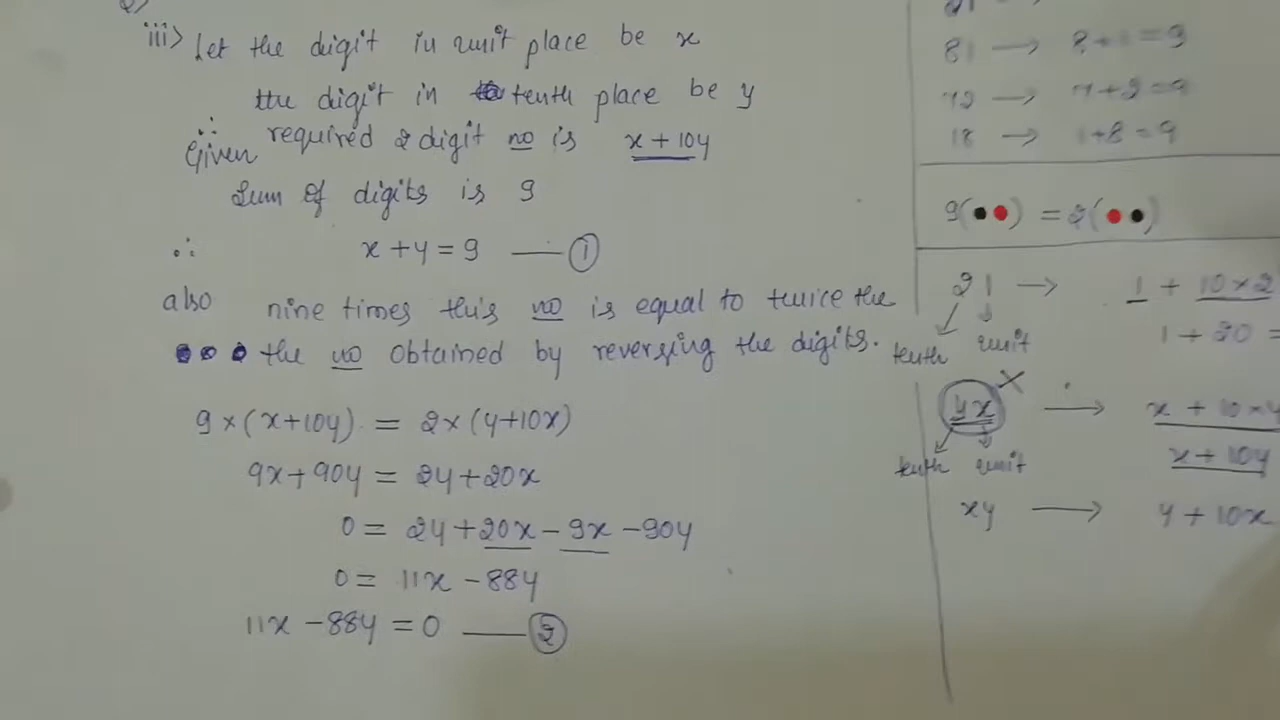 iii> Let the digit in unit place be x
the digit in tenth place be y
∴ required 2 digit no is x + 10y
Given
Sum of digits is 9
∴ x + y = 9 —— ①
also nine times this no is equal to twice the
the no obtained by reversing the digits.
9 × (x+10y) = 2 × (y+10x)
9x + 90y = 2y + 20x
0 = 2y + 20x - 9x - 90y
0 = 11x - 88y
11x - 88y = 0 —— ②
81 → 8+1=9
72 → 7+2=9
18 → 1+8=9
9(●●) = 2(●●)
21 → 1 + 10×2
tenth unit 1 + 20 =
yx × → x + 10×y
tenth unit x + 10y
xy → y + 10x